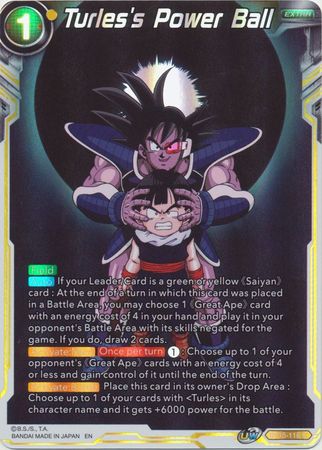 1
Turles's Power Ball
EXTRA
Field
Auto If your Leader Card is a green or yellow《Saiyan》
card : At the end of a turn in which this card was placed
in a Battle Area, you may choose 1《Great Ape》card
with an energy cost of 4 in your hand and play it in your
opponent's Battle Area with its skills negated for the
game. If you do, draw 2 cards.
Activate: Main Once per turn 1 : Choose up to 1 of your
opponent's《Great Ape》cards with an energy cost of 4
or less and gain control of it until the end of the turn.
Activate: Battle Place this card in its owner's Drop Area :
Choose up to 1 of your cards with <Turles> in its
character name and it gets +6000 power for the battle.
©B.S./S., T.A.
BANDAI MADE IN JAPAN EN